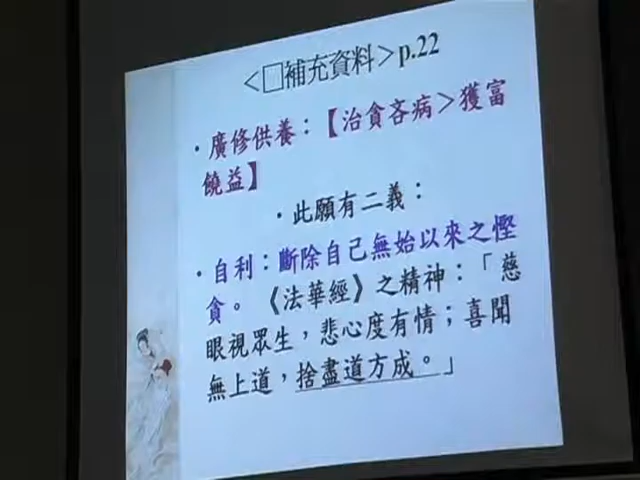 <□補充資料>p.22
・廣修供養：【治貪吝病>獲富
饒益】
・此願有二義：
・自利：斷除自己無始以來之慳
貪。《法華經》之精神：「慈
眼視眾生，悲心度有情；喜聞
無上道，捨盡道方成。」